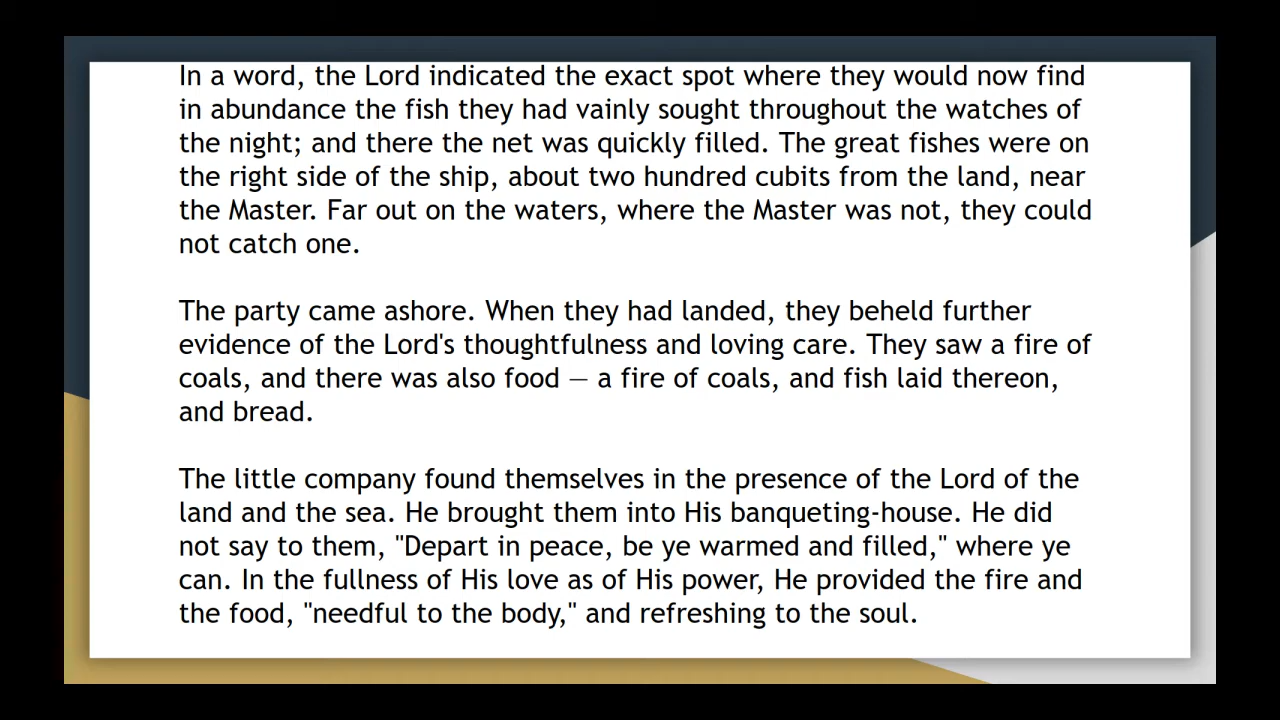 In a word, the Lord indicated the exact spot where they would now find
in abundance the fish they had vainly sought throughout the watches of
the night; and there the net was quickly filled. The great fishes were on
the right side of the ship, about two hundred cubits from the land, near
the Master. Far out on the waters, where the Master was not, they could
not catch one.
The party came ashore. When they had landed, they beheld further
evidence of the Lord's thoughtfulness and loving care. They saw a fire of
coals, and there was also food — a fire of coals, and fish laid thereon,
and bread.
The little company found themselves in the presence of the Lord of the
land and the sea. He brought them into His banqueting-house. He did
not say to them, "Depart in peace, be ye warmed and filled," where ye
can. In the fullness of His love as of His power, He provided the fire and
the food, "needful to the body," and refreshing to the soul.